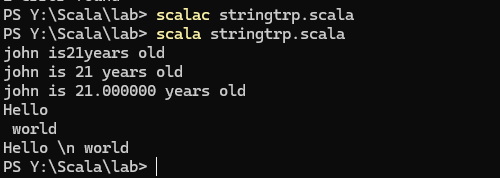 PS Y:\Scala\lab> scalac stringtrp.scala
PS Y:\Scala\lab> scala stringtrp.scala
john is21years old
john is 21 years old
john is 21.000000 years old
Hello
 world
Hello \n world
PS Y:\Scala\lab>